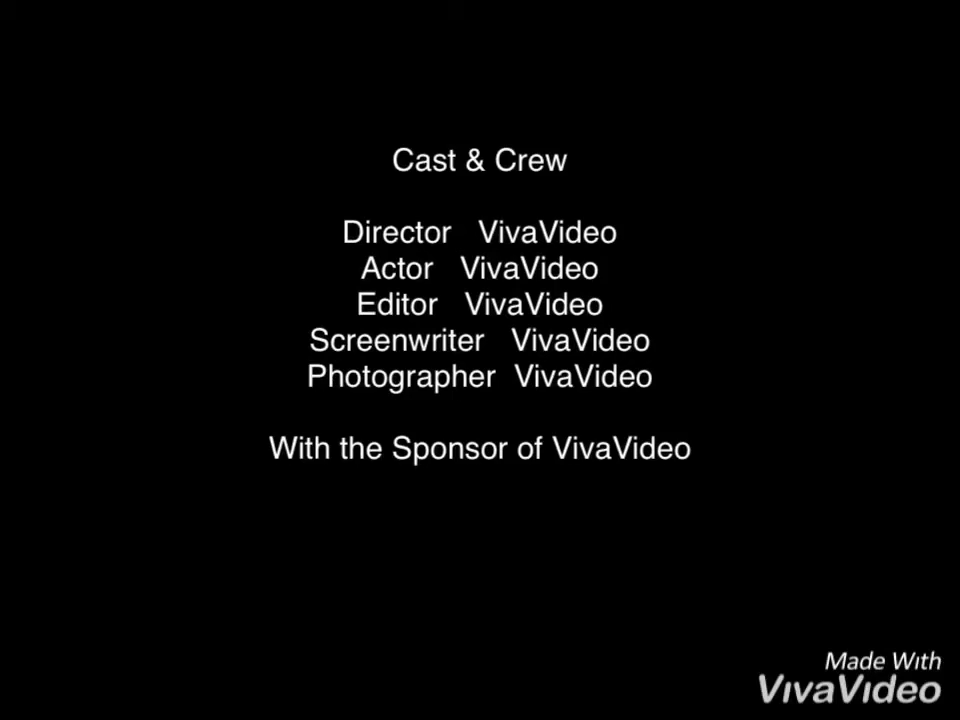 Cast & Crew
Director VivaVideo
Actor VivaVideo
Editor VivaVideo
Screenwriter VivaVideo
Photographer VivaVideo
With the Sponsor of VivaVideo
Made With
VivaVideo